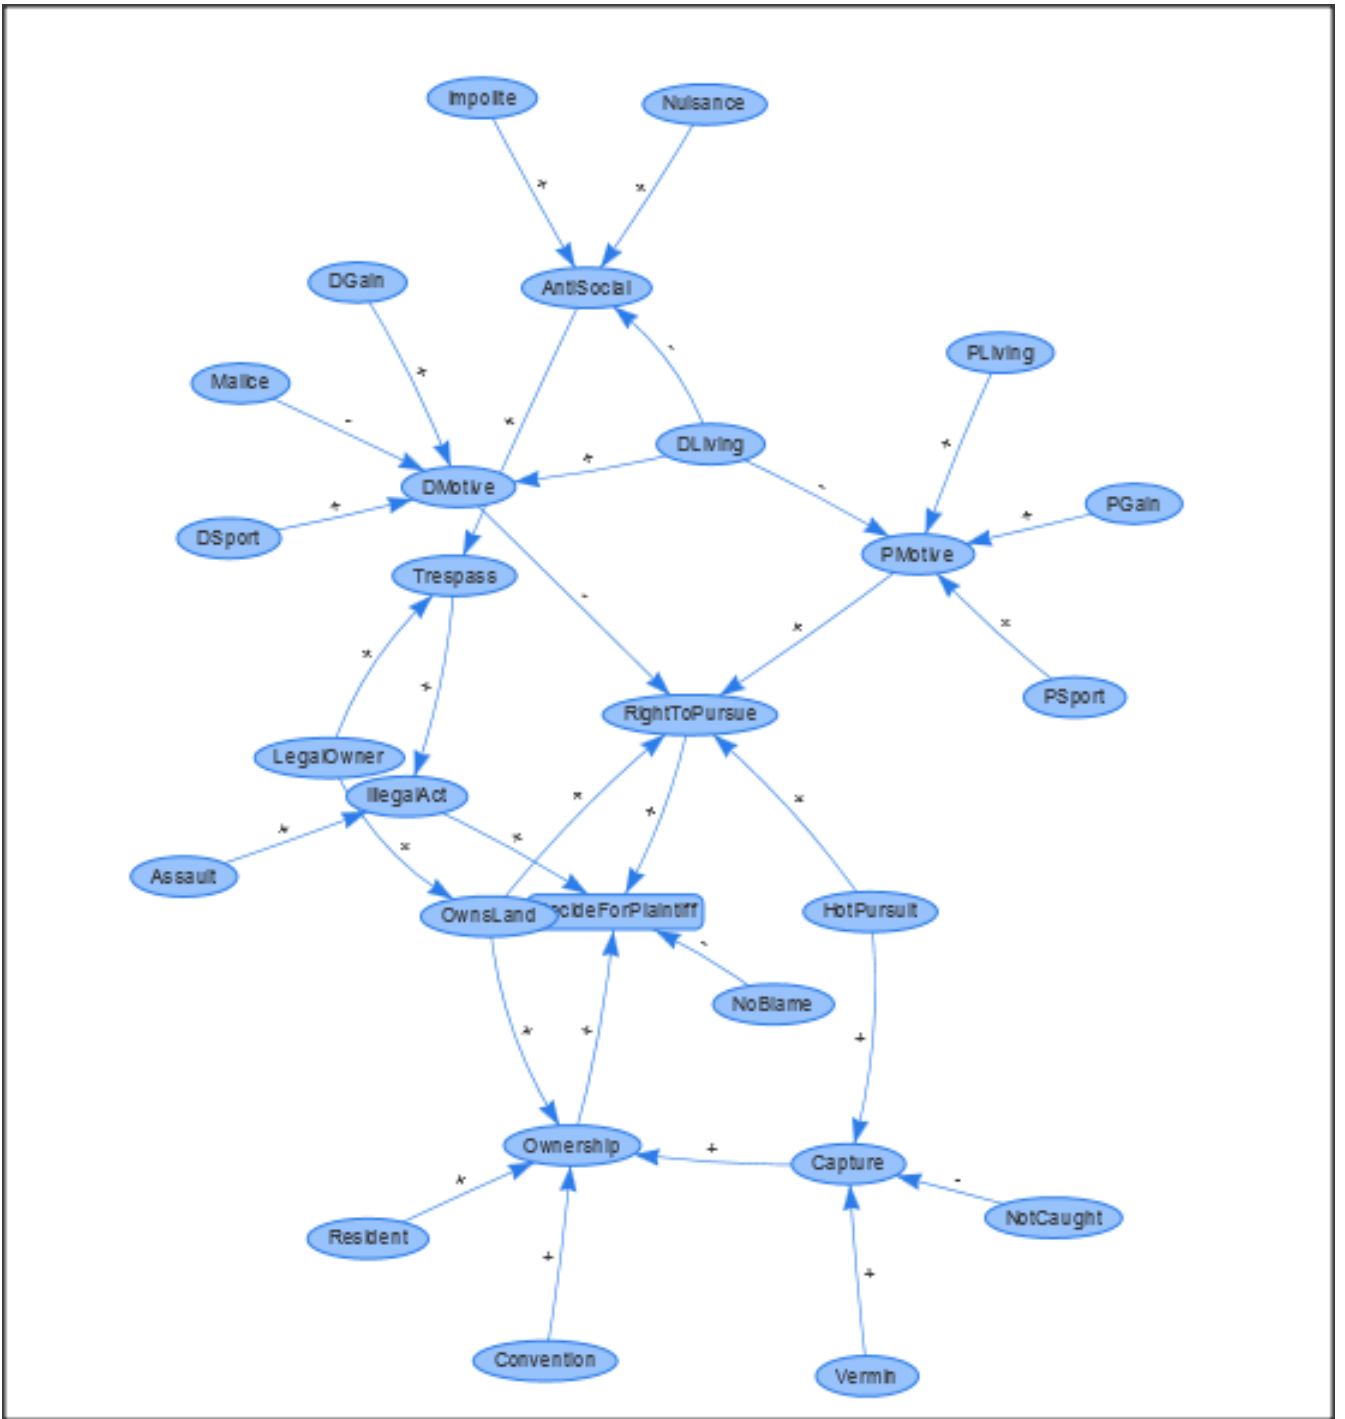 Impolite
Nuisance
DGain
AntiSocial
Malice
PLiving
DLiving
DMotive
PGain
DSport
PMotive
Trespass
PSport
RightToPursue
LegalOwner
IllegalAct
Assault
OwnsLand
ecideForPlaintiff
HotPursuit
NoBlame
Ownership
Capture
Resident
NotCaught
Convention
Vermin